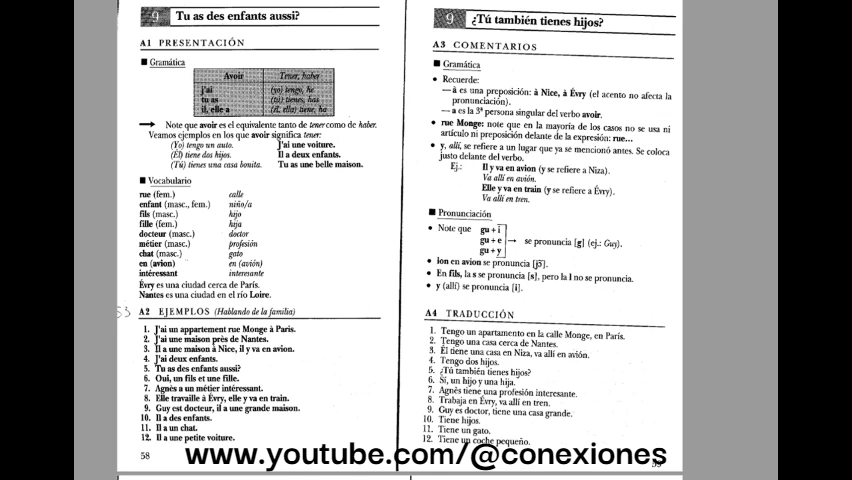 9 Tu as des enfants aussi?
A1 PRESENTACIÓN
■ Gramática
Avoir Tener, haber
j'ai (yo) tengo, he
tu as (tú) tienes, has
il, elle a (él, ella) tiene, ha
→ Note que avoir es el equivalente tanto de tener como de haber.
Veamos ejemplos en los que avoir significa tener:
(Yo) tengo un auto. J'ai une voiture.
(Él) tiene dos hijos. Il a deux enfants.
(Tú) tienes una casa bonita. Tu as une belle maison.
■ Vocabulario
rue (fem.) calle
enfant (masc., fem.) niño/a
fils (masc.) hijo
fille (fem.) hija
docteur (masc.) doctor
métier (masc.) profesión
chat (masc.) gato
en (avion) en (avión)
intéressant interesante
Évry es una ciudad cerca de París.
Nantes es una ciudad en el río Loire.
A2 EJEMPLOS (Hablando de la familia)
1. J'ai un appartement rue Monge à Paris.
2. J'ai une maison près de Nantes.
3. Il a une maison à Nice, il y va en avion.
4. J'ai deux enfants.
5. Tu as des enfants aussi?
6. Oui, un fils et une fille.
7. Agnès a un métier intéressant.
8. Elle travaille à Évry, elle y va en train.
9. Guy est docteur, il a une grande maison.
10. Il a des enfants.
11. Il a un chat.
12. Il a une petite voiture.
58
9 ¿Tú también tienes hijos?
A3 COMENTARIOS
■ Gramática
• Recuerde:
— à es una preposición: à Nice, à Évry (el acento no afecta la
pronunciación).
— a es la 3ª persona singular del verbo avoir.
• rue Monge: note que en la mayoría de los casos no se usa ni
artículo ni preposición delante de la expresión: rue...
• y, allí, se refiere a un lugar que ya se mencionó antes. Se coloca
justo delante del verbo.
Ej.: Il y va en avion (y se refiere a Niza).
Va allí en avión.
Elle y va en train (y se refiere a Évry).
Va allí en tren.
■ Pronunciación
• Note que gu + i
gu + e → se pronuncia [g] (ej.: Guy).
gu + y
• ion en avion se pronuncia [jɔ̃].
• En fils, la s se pronuncia [s], pero la l no se pronuncia.
• y (allí) se pronuncia [i].
A4 TRADUCCIÓN
1. Tengo un apartamento en la calle Monge, en París.
2. Tengo una casa cerca de Nantes.
3. Él tiene una casa en Niza, va allí en avión.
4. Tengo dos hijos.
5. ¿Tú también tienes hijos?
6. Sí, un hijo y una hija.
7. Agnès tiene una profesión interesante.
8. Trabaja en Évry, va allí en tren.
9. Guy es doctor, tiene una casa grande.
10. Tiene hijos.
11. Tiene un gato.
12. Tiene un coche pequeño.
www.youtube.com/@conexiones